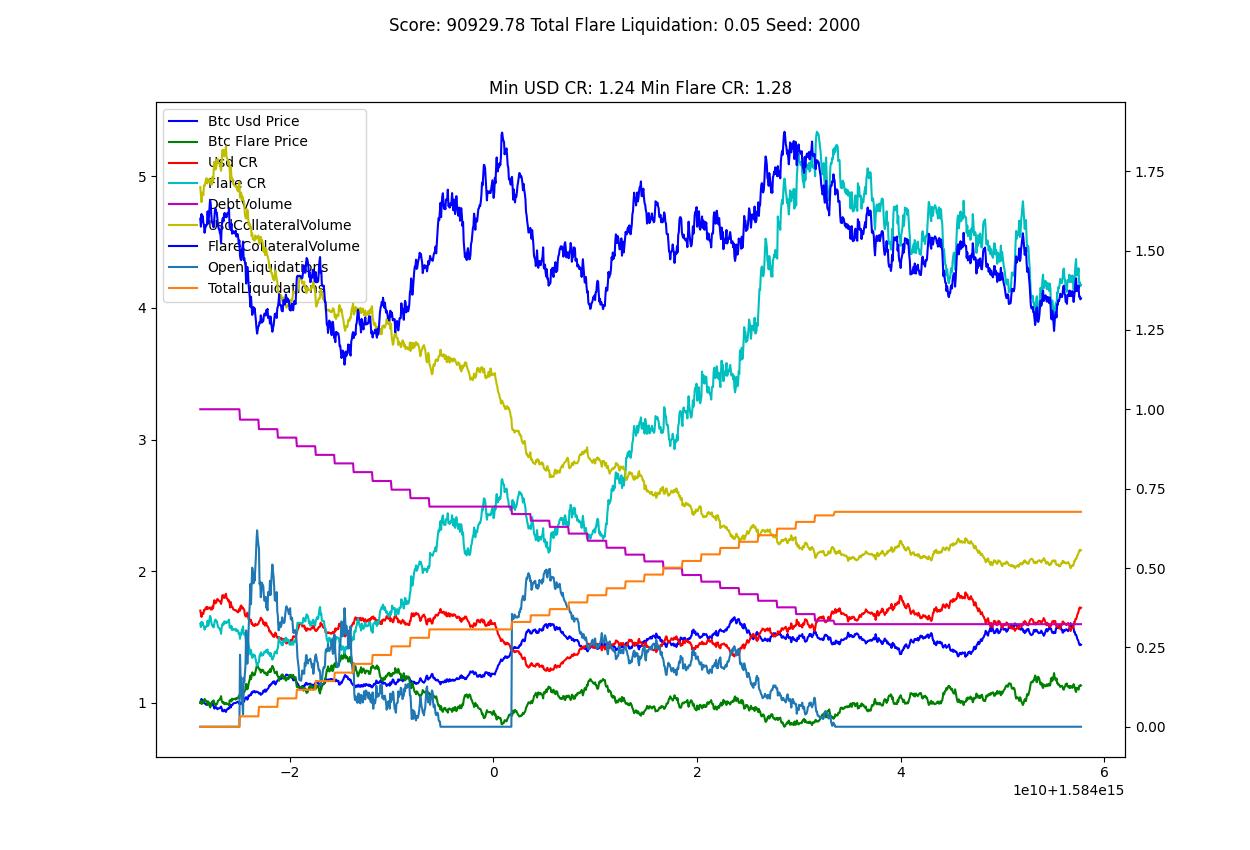 Score: 90929.78 Total Flare Liquidation: 0.05 Seed: 2000
Min USD CR: 1.24 Min Flare CR: 1.28
Btc Usd Price
Btc Flare Price
Usd CR
Flare CR
DebtVolume
UsdCollateralVolume
FlareCollateralVolume
OpenLiquidations
TotalLiquidations
5
4
3
2
1
1.75
1.50
1.25
1.00
0.75
0.50
0.25
0.00
−2
0
2
4
6
1e10+1.584e15